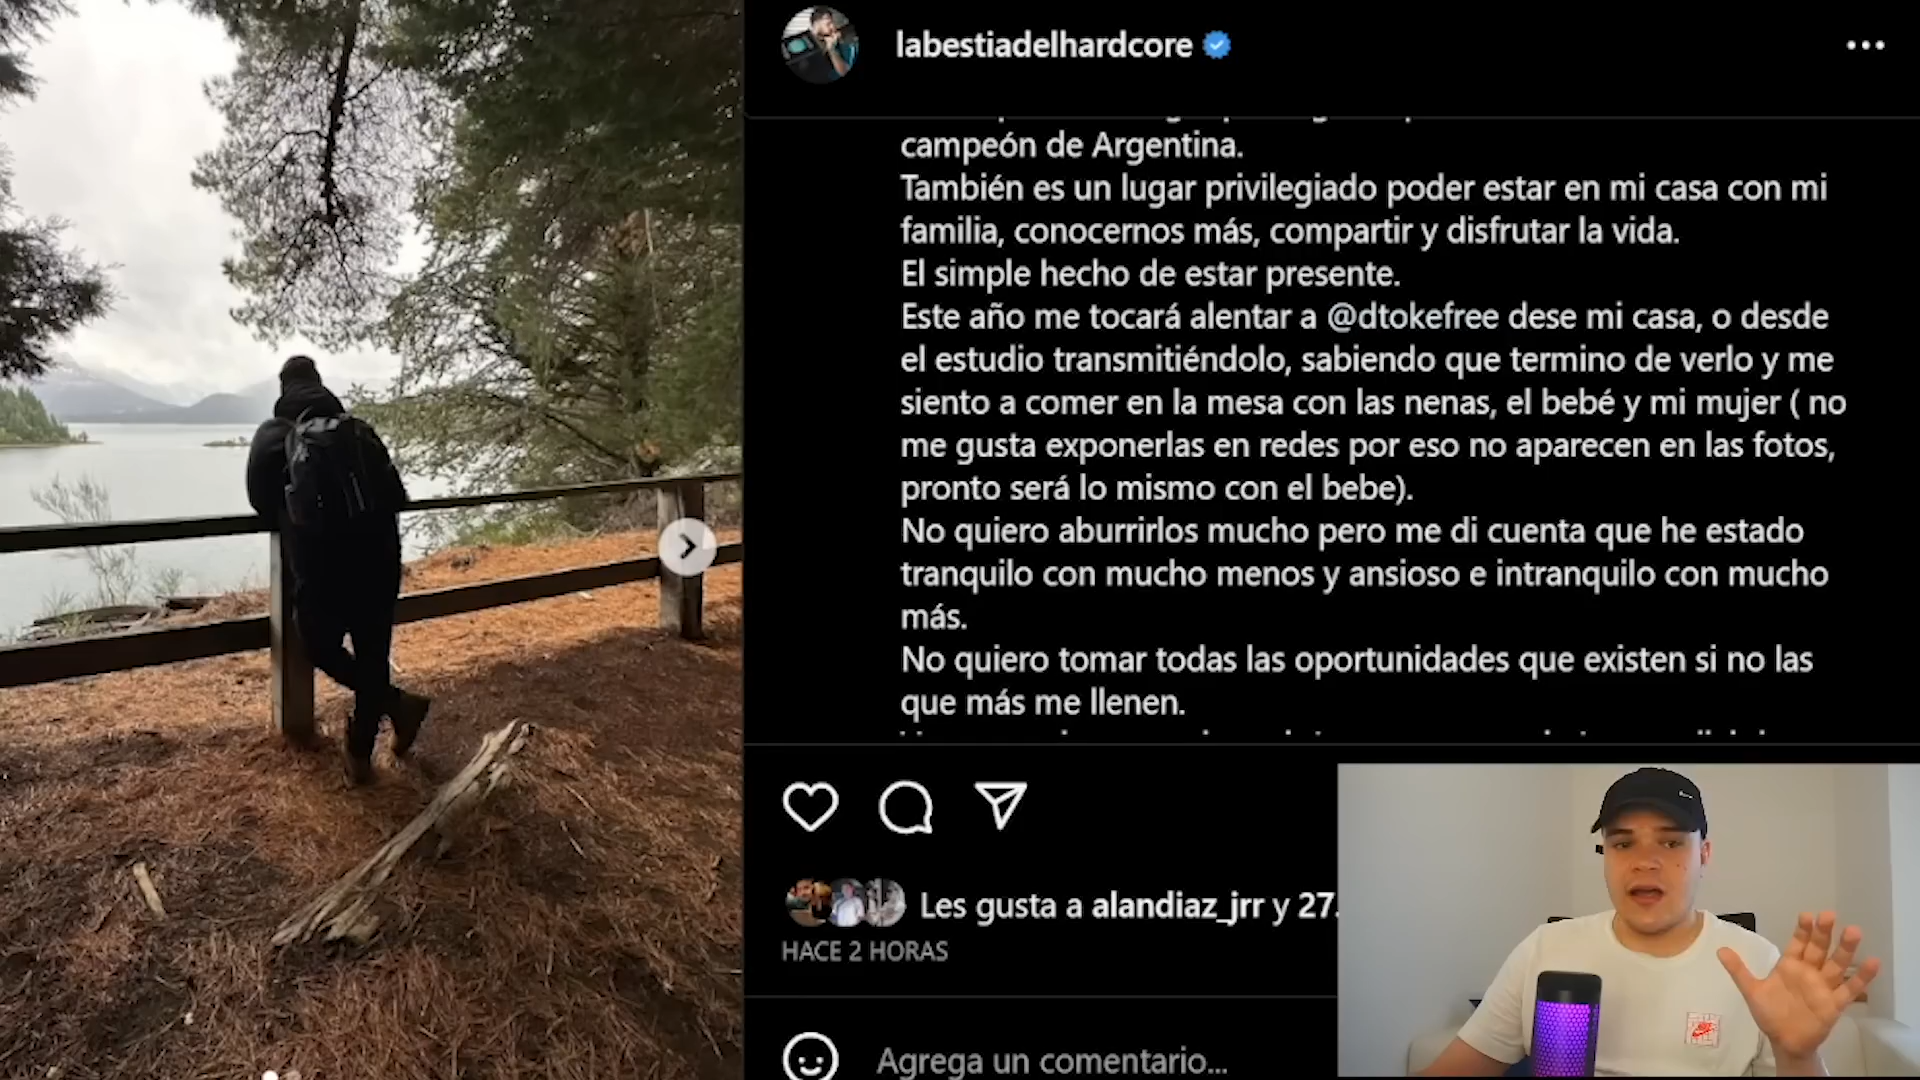 labestiadelhardcore
campeón de Argentina.
También es un lugar privilegiado poder estar en mi casa con mi
familia, conocernos más, compartir y disfrutar la vida.
El simple hecho de estar presente.
Este año me tocará alentar a @dtokefree dese mi casa, o desde
el estudio transmitiéndolo, sabiendo que termino de verlo y me
siento a comer en la mesa con las nenas, el bebé y mi mujer ( no
me gusta exponerlas en redes por eso no aparecen en las fotos,
pronto será lo mismo con el bebe).
No quiero aburrirlos mucho pero me di cuenta que he estado
tranquilo con mucho menos y ansioso e intranquilo con mucho
más.
No quiero tomar todas las oportunidades que existen si no las
que más me llenen.
Les gusta a alandiaz_jrr y 27.
HACE 2 HORAS
Agrega un comentario...